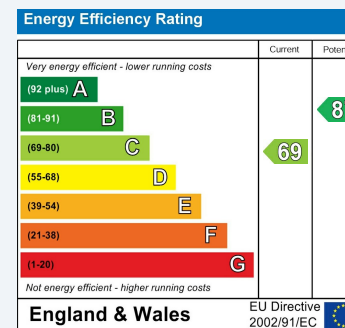 Energy Efficiency Rating
Current
Very energy efficient - lower running costs
(92 plus) A
(81-91) B
(69-80) C
69
(55-68) D
(39-54) E
(21-38) F
(1-20) G
Not energy efficient - higher running costs
England & Wales
EU Directive
2002/91/EC